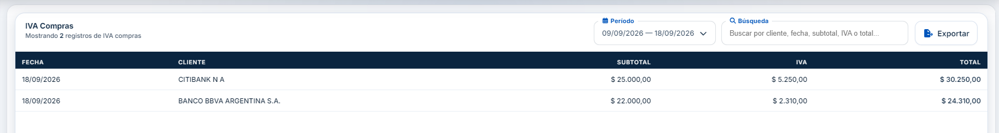 IVA Compras
Mostrando 2 registros de IVA compras
Período
09/09/2026 — 18/09/2026
Búsqueda
Buscar por cliente, fecha, subtotal, IVA o total...
Exportar
FECHA CLIENTE SUBTOTAL IVA TOTAL
18/09/2026 CITIBANK N A $ 25.000,00 $ 5.250,00 $ 30.250,00
18/09/2026 BANCO BBVA ARGENTINA S.A. $ 22.000,00 $ 2.310,00 $ 24.310,00